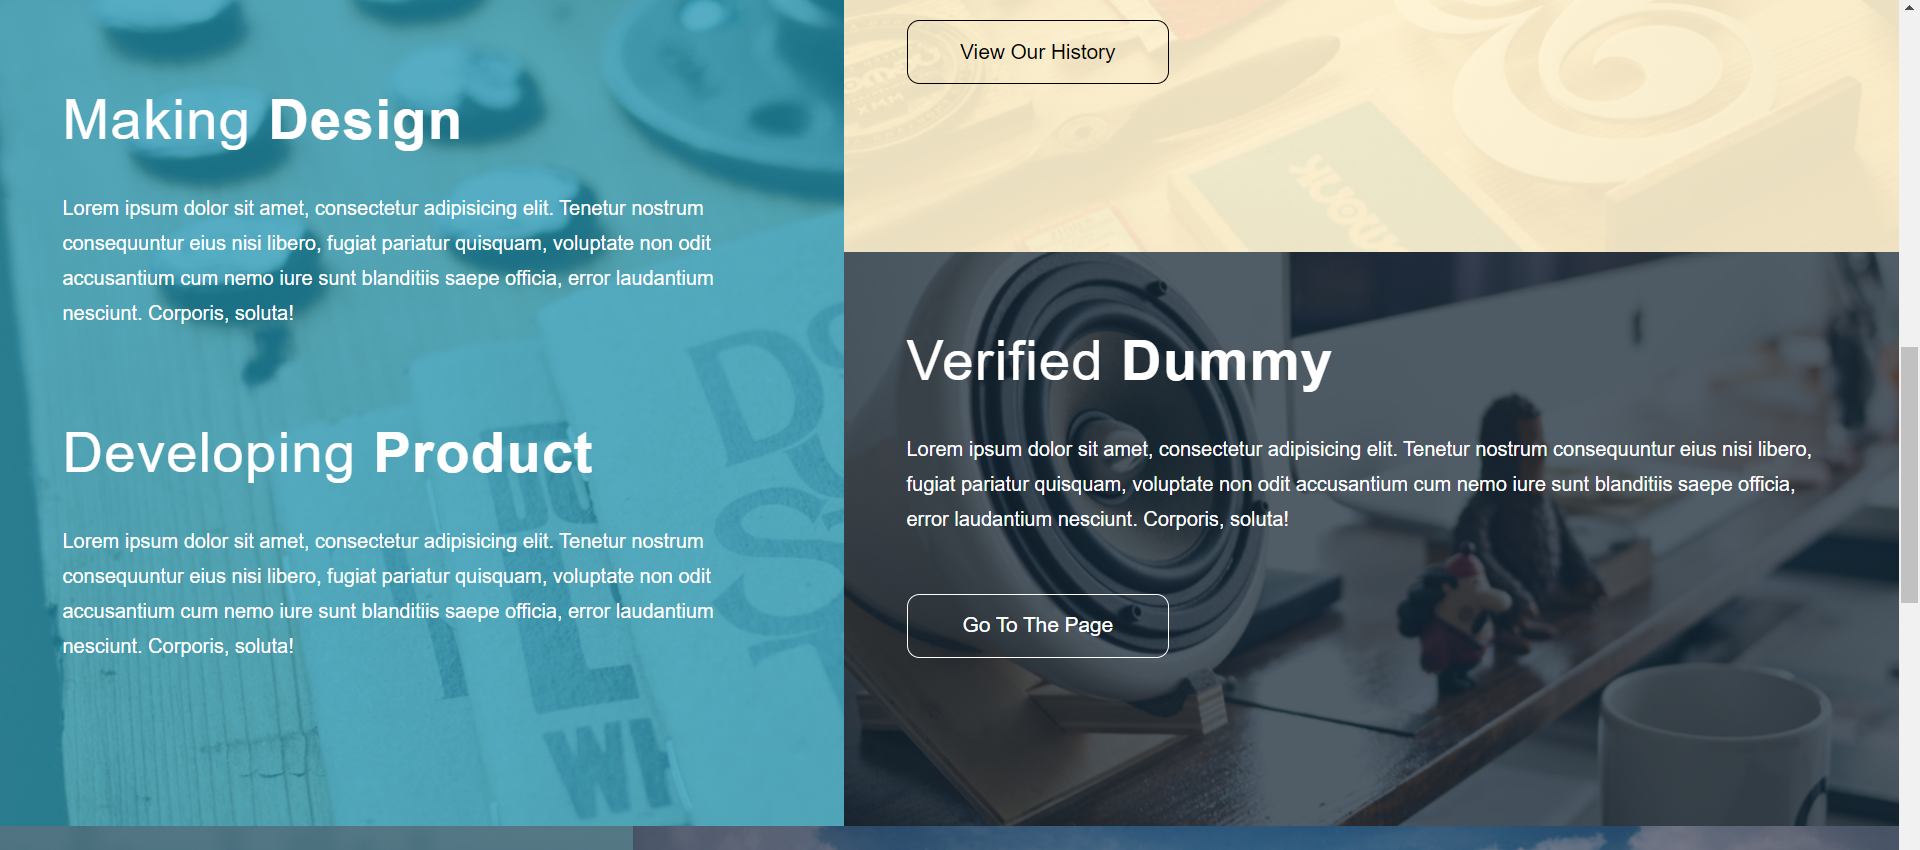 Making Design
Lorem ipsum dolor sit amet, consectetur adipisicing elit. Tenetur nostrum
consequuntur eius nisi libero, fugiat pariatur quisquam, voluptate non odit
accusantium cum nemo iure sunt blanditiis saepe officia, error laudantium
nesciunt. Corporis, soluta!
Developing Product
Lorem ipsum dolor sit amet, consectetur adipisicing elit. Tenetur nostrum
consequuntur eius nisi libero, fugiat pariatur quisquam, voluptate non odit
accusantium cum nemo iure sunt blanditiis saepe officia, error laudantium
nesciunt. Corporis, soluta!
View Our History
Verified Dummy
Lorem ipsum dolor sit amet, consectetur adipisicing elit. Tenetur nostrum consequuntur eius nisi libero,
fugiat pariatur quisquam, voluptate non odit accusantium cum nemo iure sunt blanditiis saepe officia,
error laudantium nesciunt. Corporis, soluta!
Go To The Page